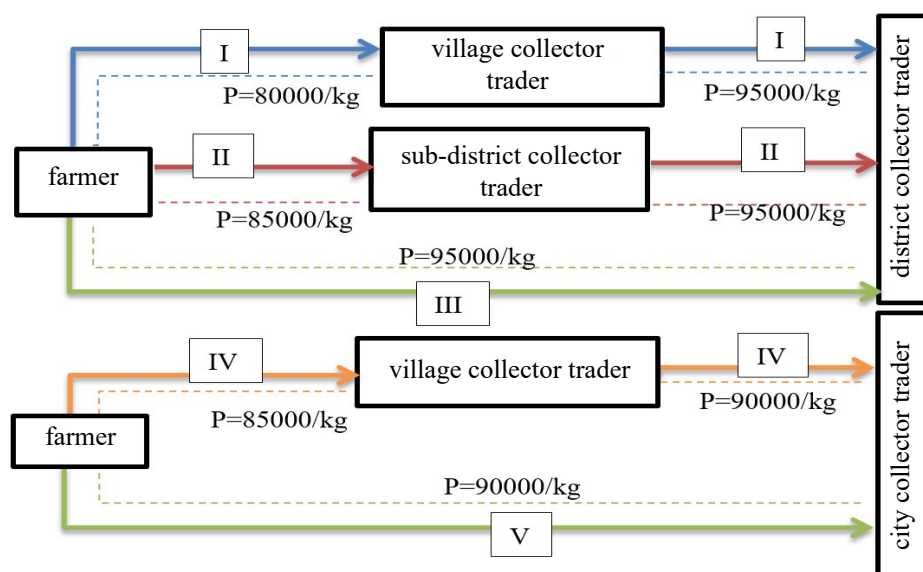 I
village collector
trader
I
P=80000/kg
P=95000/kg
farmer
II
sub-district collector
trader
II
P=85000/kg
P=95000/kg
P=95000/kg
III
district collector trader
IV
village collector trader
IV
P=85000/kg
P=90000/kg
farmer
P=90000/kg
V
city collector trader